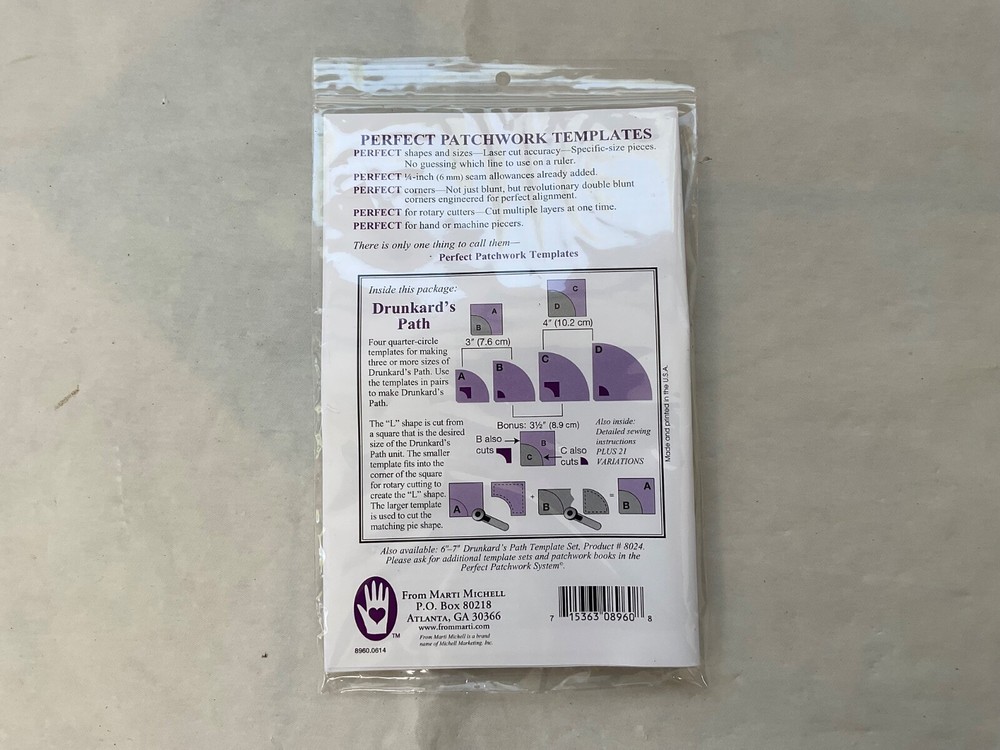 PERFECT PATCHWORK TEMPLATES
PERFECT shapes and sizes—Laser cut accuracy—Specific-size pieces.
No guessing which line to use on a ruler.
PERFECT ¼-inch (6 mm) seam allowances already added.
PERFECT corners—Not just blunt, but revolutionary double blunt
corners engineered for perfect alignment.
PERFECT for rotary cutters—Cut multiple layers at one time.
PERFECT for hand or machine piecers.
There is only one thing to call them—
Perfect Patchwork Templates
Inside this package:
Drunkard's
Path
Four quarter-circle
templates for making
three or more sizes of
Drunkard's Path. Use
the templates in pairs
to make Drunkard's
Path.
The "L" shape is cut from
a square that is the desired
size of the Drunkard's
Path unit. The smaller
template fits into the
corner of the square
for rotary cutting to
create the "L" shape.
The larger template
is used to cut the
matching pie shape.
A
B
3" (7.6 cm)
C
D
4" (10.2 cm)
A
B
C
D
Bonus: 3½" (8.9 cm)
B also
cuts
B
C
C also
cuts
Also inside:
Detailed sewing
instructions
PLUS 21
VARIATIONS
A
+
B
=
A
B
Made and printed in the U.S.A.
Also available: 6"–7" Drunkard's Path Template Set, Product # 8024.
Please ask for additional template sets and patchwork books in the
Perfect Patchwork System®.
From Marti Michell
P.O. Box 80218
Atlanta, GA 30366
www.frommarti.com
From Marti Michell is a brand
name of Michell Marketing, Inc.
TM
8960.0614
7 15363 08960 8